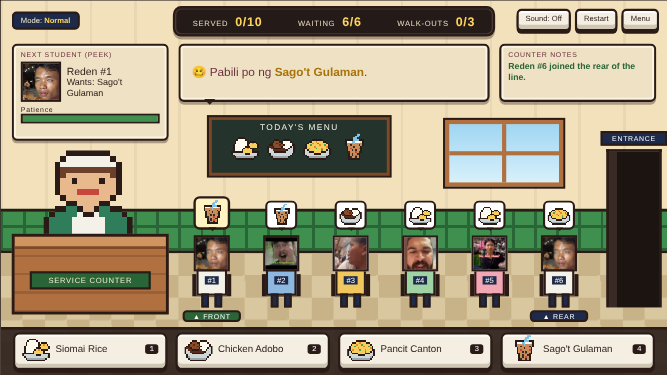 Mode: Normal
SERVED 0/10 WAITING 6/6 WALK-OUTS 0/3
Sound: Off
Restart
Menu
NEXT STUDENT (PEEK)
Reden #1
Wants: Sago't
Gulaman
Patience
Pabili po ng Sago't Gulaman.
COUNTER NOTES
Reden #6 joined the rear of the
line.
TODAY'S MENU
ENTRANCE
SERVICE COUNTER
#1
#2
#3
#4
#5
#6
▲ FRONT
▲ REAR
Siomai Rice 1
Chicken Adobo 2
Pancit Canton 3
Sago't Gulaman 4